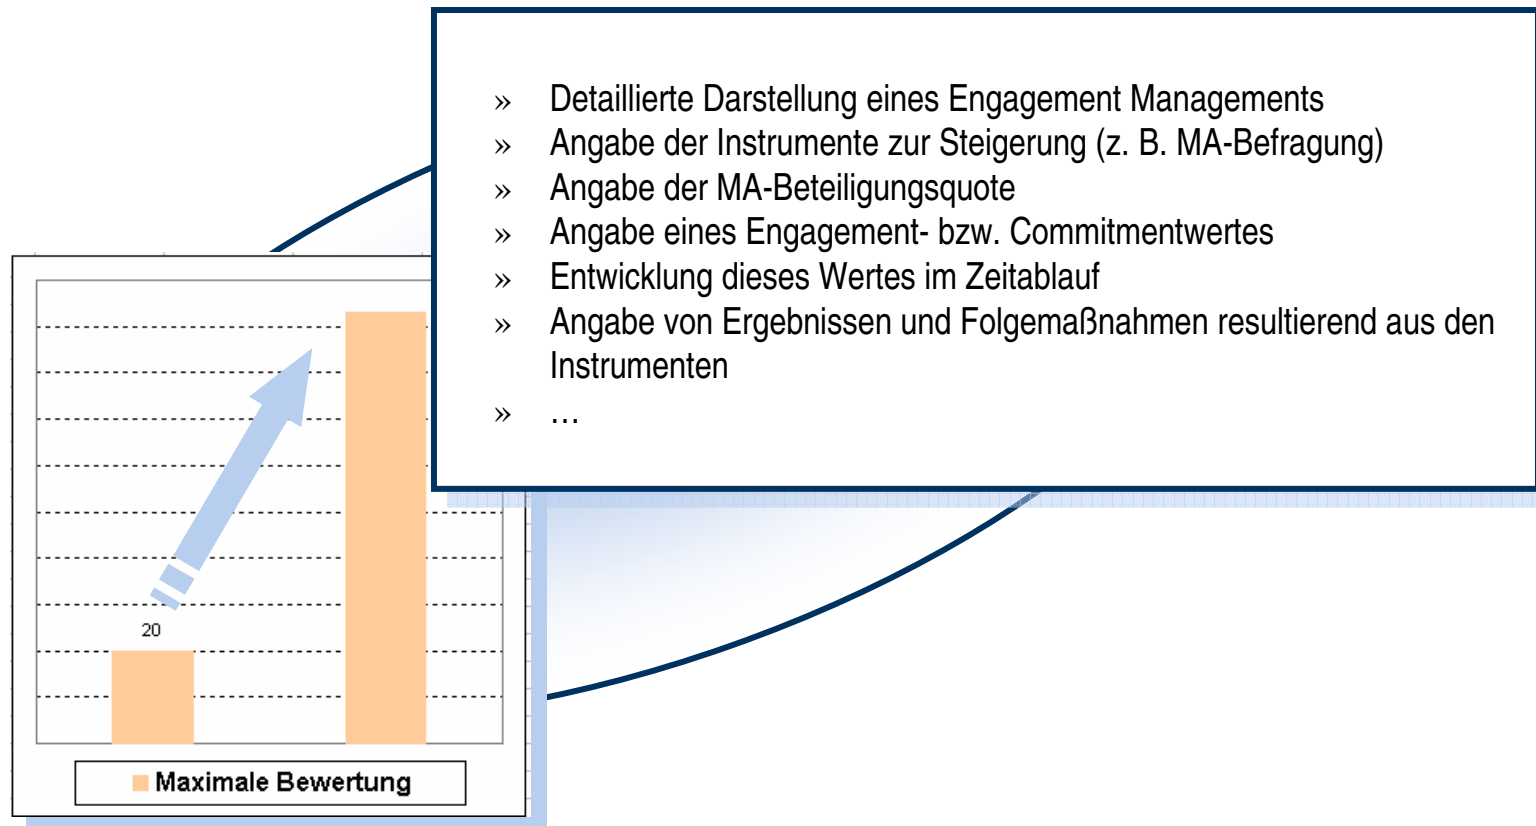 » Detaillierte Darstellung eines Engagement Managements
» Angabe der Instrumente zur Steigerung (z. B. MA-Befragung)
» Angabe der MA-Beteiligungsquote
» Angabe eines Engagement- bzw. Commitmentwertes
» Entwicklung dieses Wertes im Zeitablauf
» Angabe von Ergebnissen und Folgemaßnahmen resultierend aus den
Instrumenten
» …
20
Maximale Bewertung